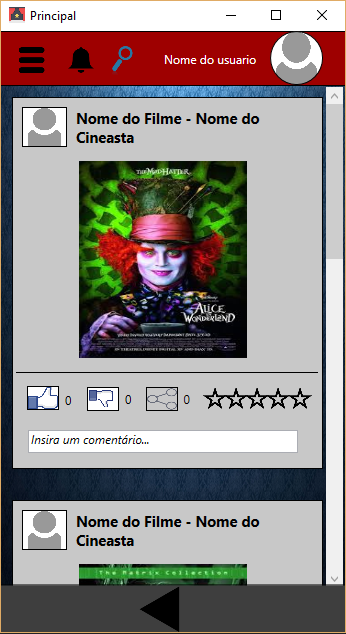 Principal
Nome do usuario
Nome do Filme - Nome do
Cineasta
THE MAD HATTER
ALICE
IN
WONDERLAND
0
0
0
Insira um comentário...
Nome do Filme - Nome do
Cineasta
The Matrix Collection